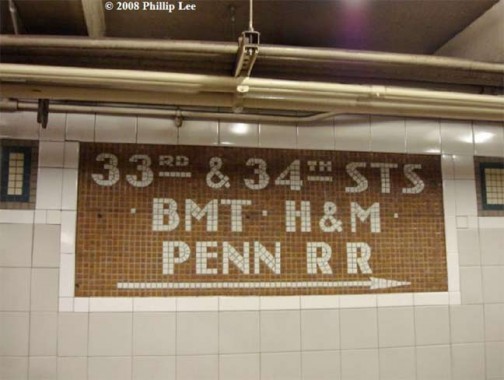 © 2008 Phillip Lee
33RD & 34TH STS
· BMT · H&M ·
PENN RR